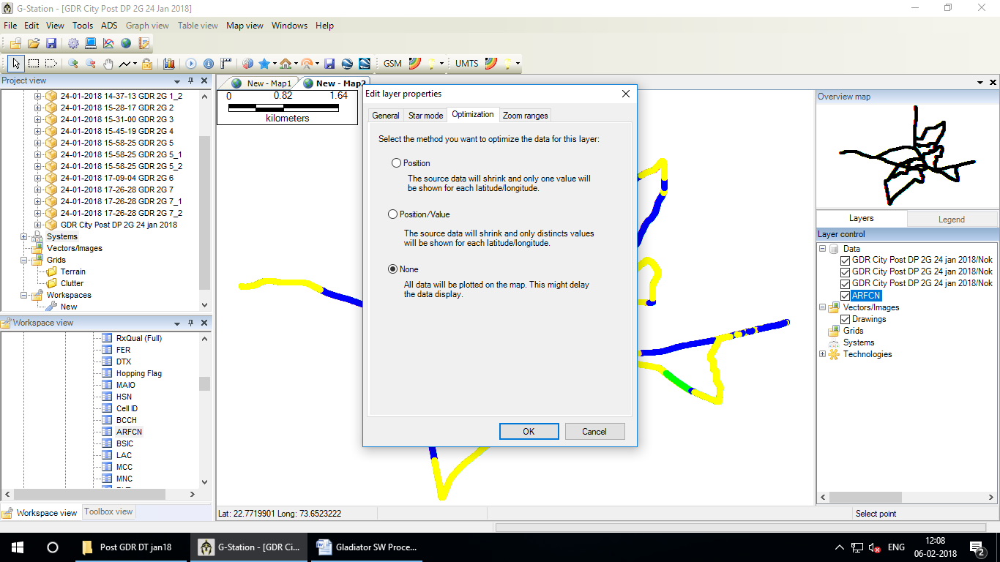 G-Station - [GDR City Post DP 2G 24 Jan 2018]
File Edit View Tools ADS Graph view Table view Map view Windows Help
GSM UMTS
Project view
24-01-2018 14-37-13 GDR 2G 1_2
24-01-2018 15-28-17 GDR 2G 2
24-01-2018 15-31-00 GDR 2G 3
24-01-2018 15-45-19 GDR 2G 4
24-01-2018 15-58-25 GDR 2G 5
24-01-2018 15-58-25 GDR 2G 5_1
24-01-2018 15-58-25 GDR 2G 5_2
24-01-2018 17-09-04 GDR 2G 6
24-01-2018 17-26-28 GDR 2G 7
24-01-2018 17-26-28 GDR 2G 7_1
24-01-2018 17-26-28 GDR 2G 7_2
GDR City Post DP 2G 24 jan 2018
Systems
Vectors/Images
Grids
Terrain
Clutter
Workspaces
New
Workspace view
RxQual (Full)
FER
DTX
Hopping Flag
MAIO
HSN
Cell ID
BCCH
ARFCN
BSIC
LAC
MCC
MNC
Workspace view Toolbox view
New - Map1 New - Map2
0 0.82 1.64
kilometers
Edit layer properties
General Star mode Optimization Zoom ranges
Select the method you want to optimize the data for this layer:
Position
The source data will shrink and only one value will
be shown for each latitude/longitude.
Position/Value
The source data will shrink and only distincts values
will be shown for each latitude/longitude.
None
All data will be plotted on the map. This might delay
the data display.
OK Cancel
Overview map
Layers Legend
Layer control
Data
GDR City Post DP 2G 24 jan 2018/Nok
GDR City Post DP 2G 24 jan 2018/Nok
GDR City Post DP 2G 24 jan 2018/Nok
ARFCN
Vectors/Images
Drawings
Grids
Systems
Technologies
Lat: 22.7719901 Long: 73.6523222
Select point
Post GDR DT jan18
G-Station - [GDR Ci...
Gladiator SW Proce...
ENG
12:08
06-02-2018
2